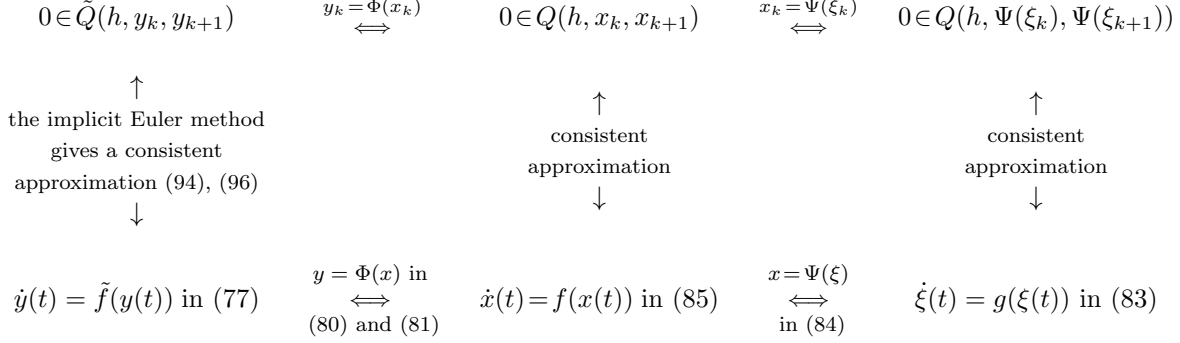 0 ∈ Q̃(h, y_k, y_{k+1})   y_k = Φ(x_k) ⟺   0 ∈ Q(h, x_k, x_{k+1})   x_k = Ψ(ξ_k) ⟺   0 ∈ Q(h, Ψ(ξ_k), Ψ(ξ_{k+1}))
↑
the implicit Euler method
gives a consistent
approximation (94), (96)
↓
↑
consistent
approximation
↓
↑
consistent
approximation
↓
ẏ(t) = f̃(y(t)) in (77)
y = Φ(x) in
⟺
(80) and (81)
ẋ(t) = f(x(t)) in (85)
x = Ψ(ξ)
⟺
in (84)
ξ̇(t) = g(ξ(t)) in (83)